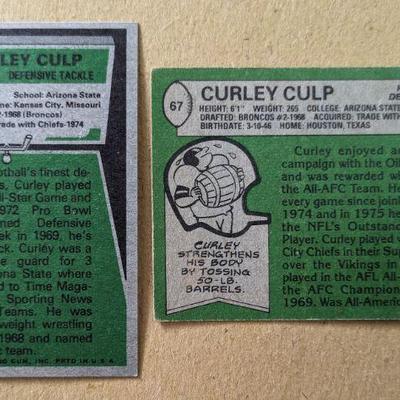 LEY CULP
DEFENSIVE TACKLE
School: Arizona State
me: Kansas City, Missouri
-1968 (Broncos)
rade with Chiefs-1974
otball's finest de-
s, Curley played
l-Star Game and
972 Pro Bowl
med Defensive
eek in 1969, he's
ck. Curley was a
e guard for 3
zona State where
d to Time Maga-
Sporting News
Teams. He was
weight wrestling
1968 and named
c team.
GUM, INC. PRTD IN U.S.A.
67
CURLEY CULP
DE
HEIGHT: 6'1" WEIGHT: 265 COLLEGE: ARIZONA STATE
DRAFTED: BRONCOS #2-1968 ACQUIRED: TRADE WITH
BIRTHDATE: 3-10-46 HOME: HOUSTON, TEXAS
CURLEY
STRENGTHENS
HIS BODY
BY TOSSING
50-LB.
BARRELS.
Curley enjoyed an
campaign with the Oil
and was rewarded w
the All-AFC Team. He
every game since join
1974 and in 1975 he
the NFL's Outstand
Player. Curley played
City Chiefs in their Sup
over the Vikings in
played in the AFL All-
the AFC Champion
1969. Was All-Americ